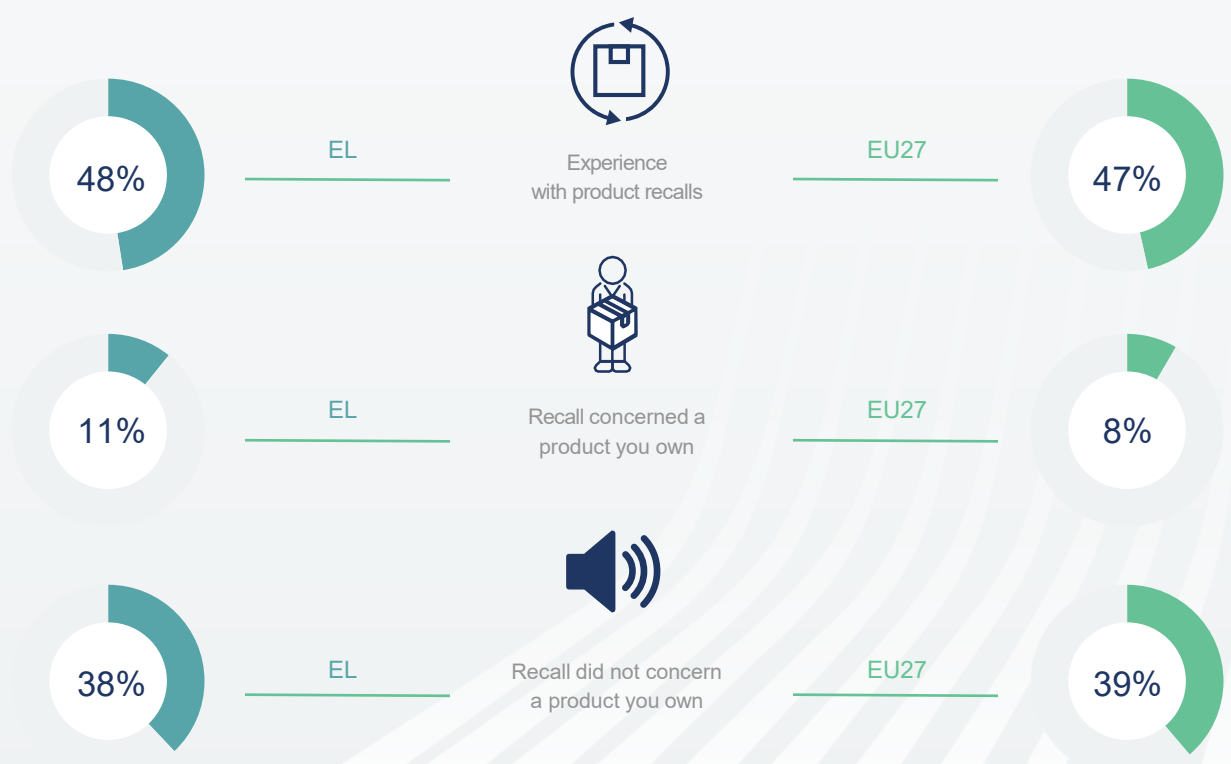 48%
EL
Experience
with product recalls
EU27
47%
11%
EL
Recall concerned a
product you own
EU27
8%
38%
EL
Recall did not concern
a product you own
EU27
39%